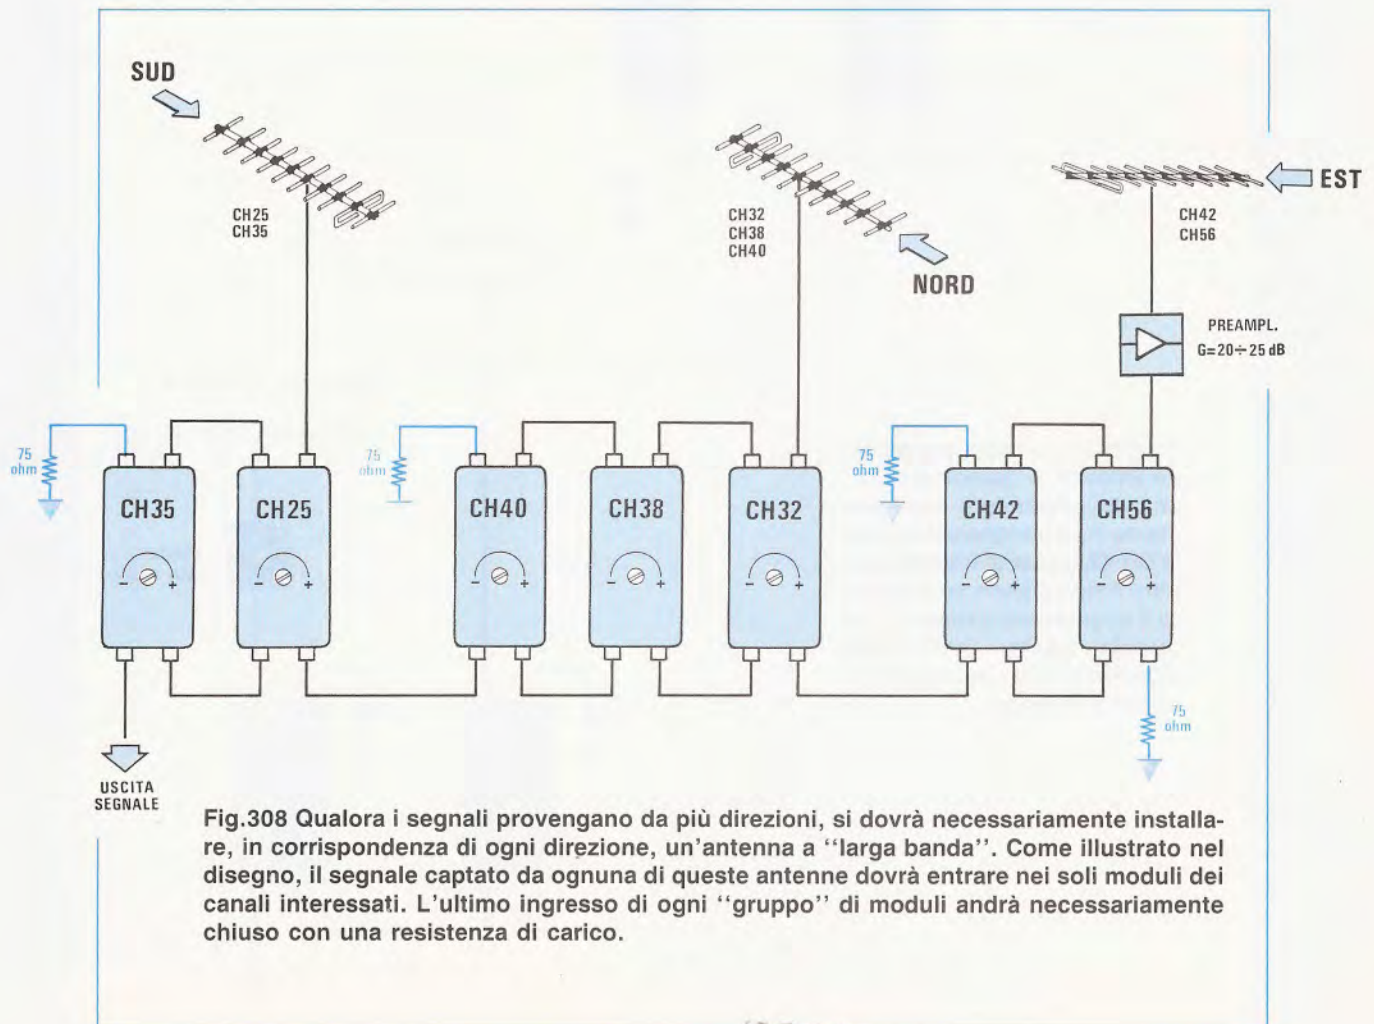 SUD
CH25
CH35
CH32
CH38
CH40
NORD
EST
CH42
CH56
PREAMPL.
G=20÷25 dB
75
ohm
75
ohm
75
ohm
CH35
CH25
CH40
CH38
CH32
CH42
CH56
- +
- +
- +
- +
- +
- +
- +
75
ohm
USCITA
SEGNALE
Fig.308 Qualora i segnali provengano da più direzioni, si dovrà necessariamente installa-
re, in corrispondenza di ogni direzione, un'antenna a ''larga banda''. Come illustrato nel
disegno, il segnale captato da ognuna di queste antenne dovrà entrare nei soli moduli dei
canali interessati. L'ultimo ingresso di ogni ''gruppo'' di moduli andrà necessariamente
chiuso con una resistenza di carico.